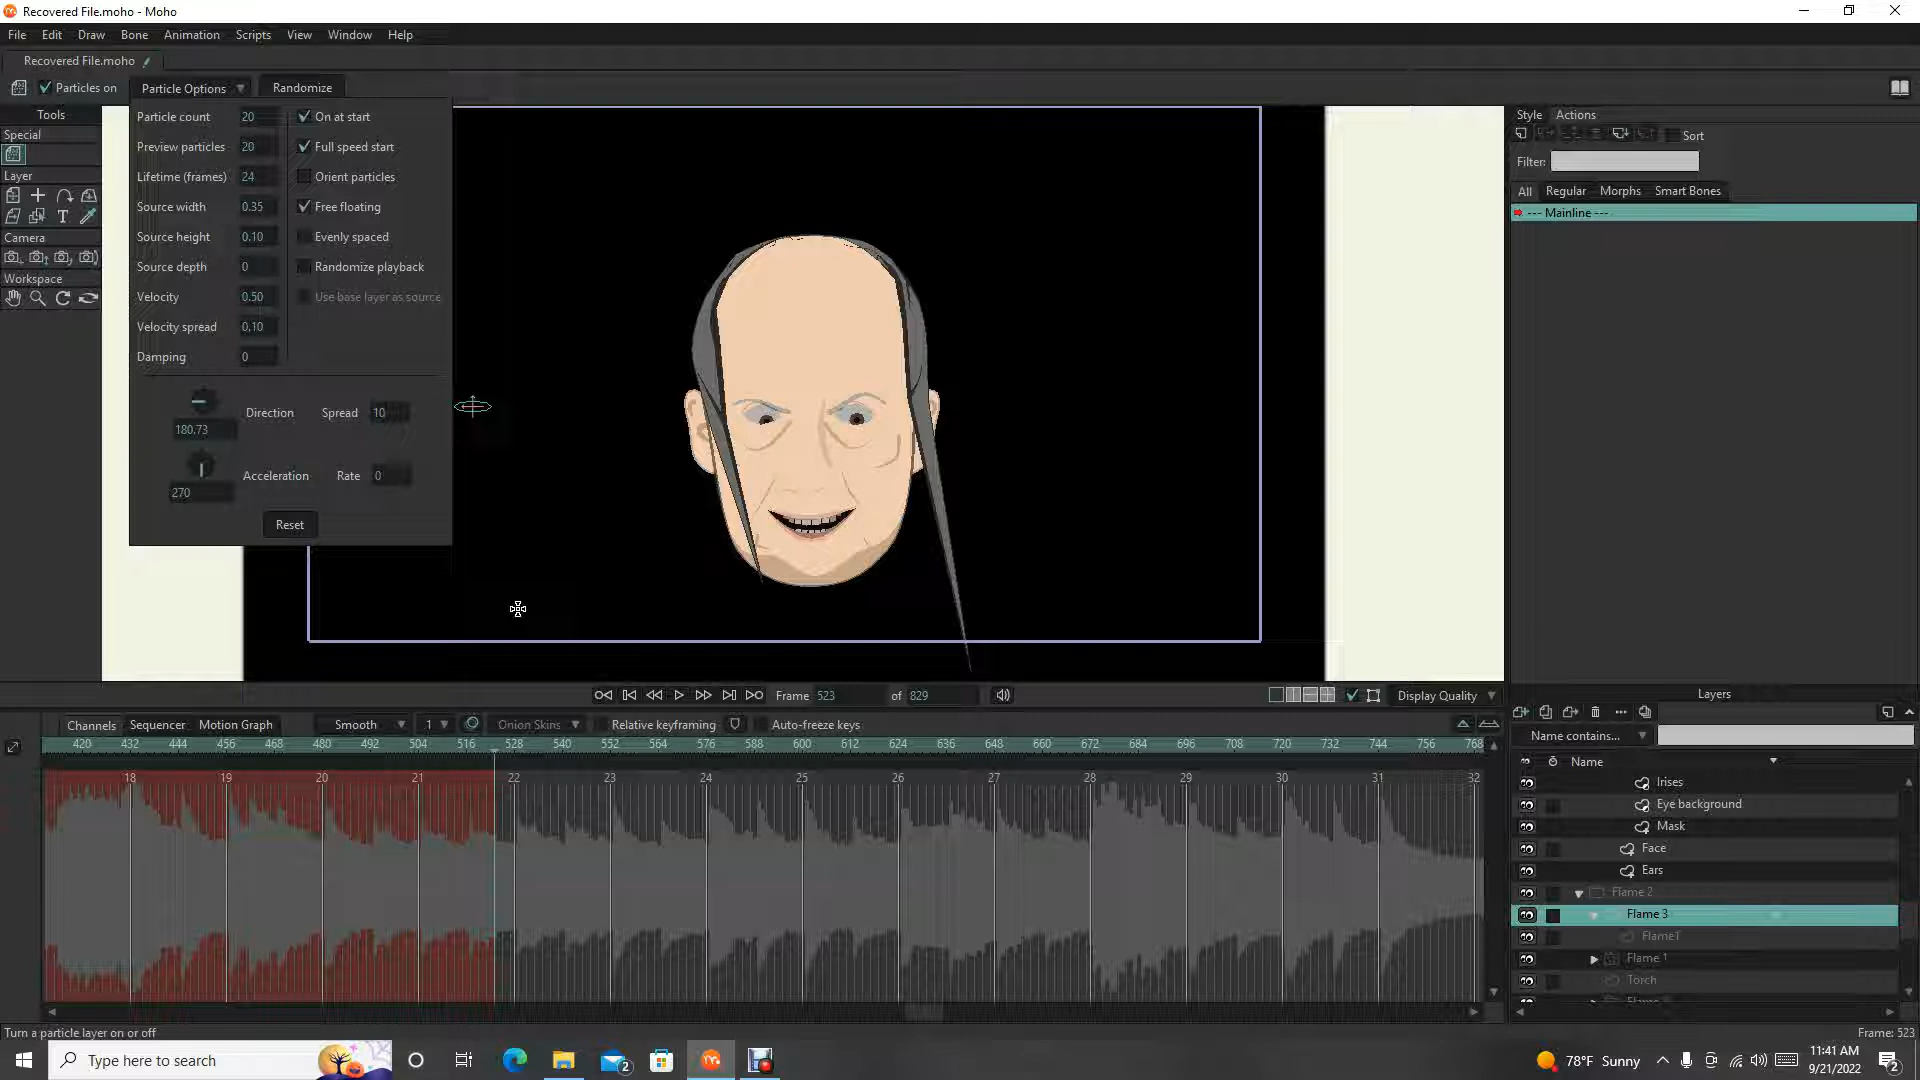 Recovered File.moho - Moho
File Edit Draw Bone Animation Scripts View Window Help
Recovered File.moho
Particles on Particle Options Randomize
Tools
Special
Layer
Camera
Workspace
Particle count 20 On at start
Preview particles 20 Full speed start
Lifetime (frames) 24 Orient particles
Source width 0.35 Free floating
Source height 0.10 Evenly spaced
Source depth 0 Randomize playback
Velocity 0.50 Use base layer as source
Velocity spread 0.10
Damping 0
Direction Spread 10
180.73
Acceleration Rate 0
270
Reset
Style Actions
Sort
Filter:
All Regular Morphs Smart Bones
--- Mainline ---
Frame 523 of 829 Display Quality
Channels Sequencer Motion Graph Smooth 1 Onion Skins Relative keyframing Auto-freeze keys
420 432 444 456 468 480 492 504 516 528 540 552 564 576 588 600 612 624 636 648 660 672 684 696 708 720 732 744 756 768
18 19 20 21 22 23 24 25 26 27 28 29 30 31 32
Layers
Name contains...
Name
Irises
Eye background
Mask
Face
Ears
Flame 2
Flame 3
Flame1
Flame 1
Torch
Turn a particle layer on or off
Frame: 523
Type here to search
2
78°F Sunny
11:41 AM
9/21/2022
2